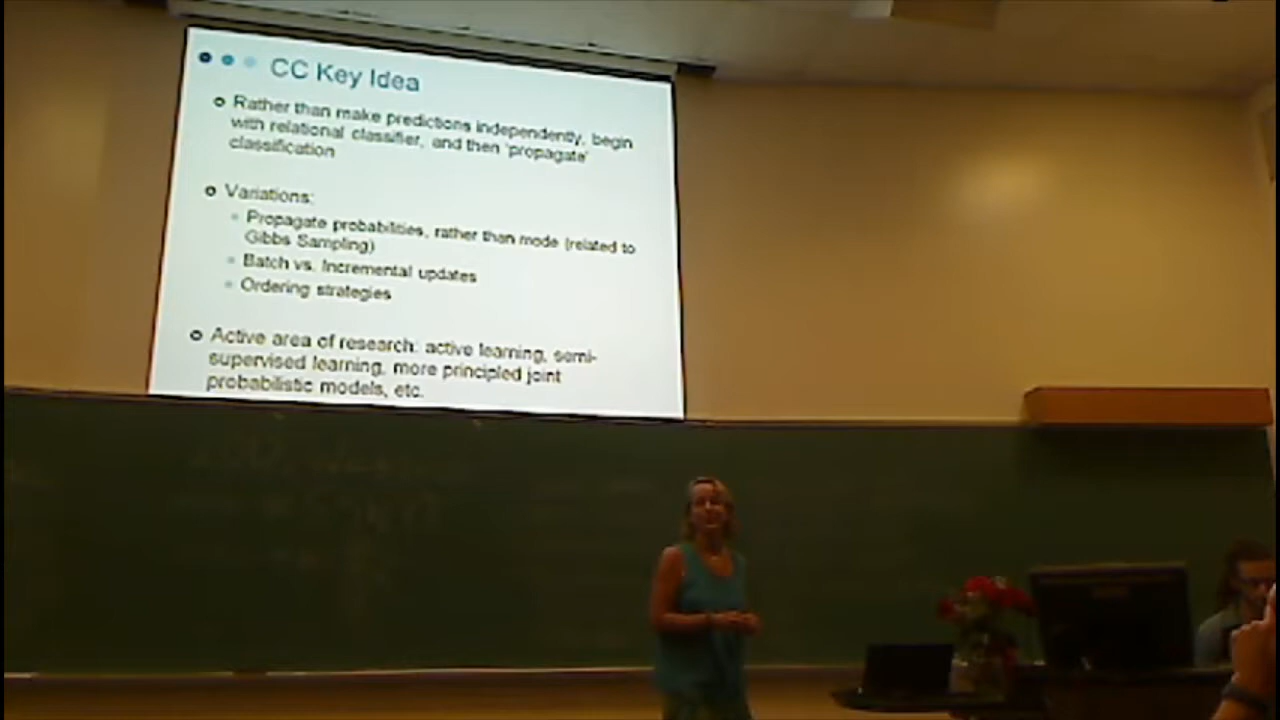 CC Key Idea
Rather than make predictions independently, begin
with relational classifier, and then 'propagate'
classification
Variations:
Propagate probabilities, rather than mode (related to
Gibbs Sampling)
Batch vs. Incremental updates
Ordering strategies
Active area of research: active learning, semi-
supervised learning, more principled joint
probabilistic models, etc.